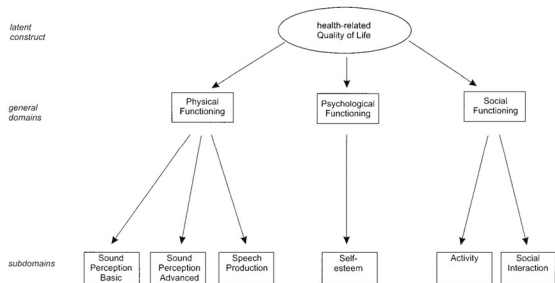 latent
construct
health-related
Quality of Life
general
domains
Physical
Functioning
Psychological
Functioning
Social
Functioning
subdomains
Sound
Perception
Basic
Sound
Perception
Advanced
Speech
Production
Self-
esteem
Activity
Social
Interaction